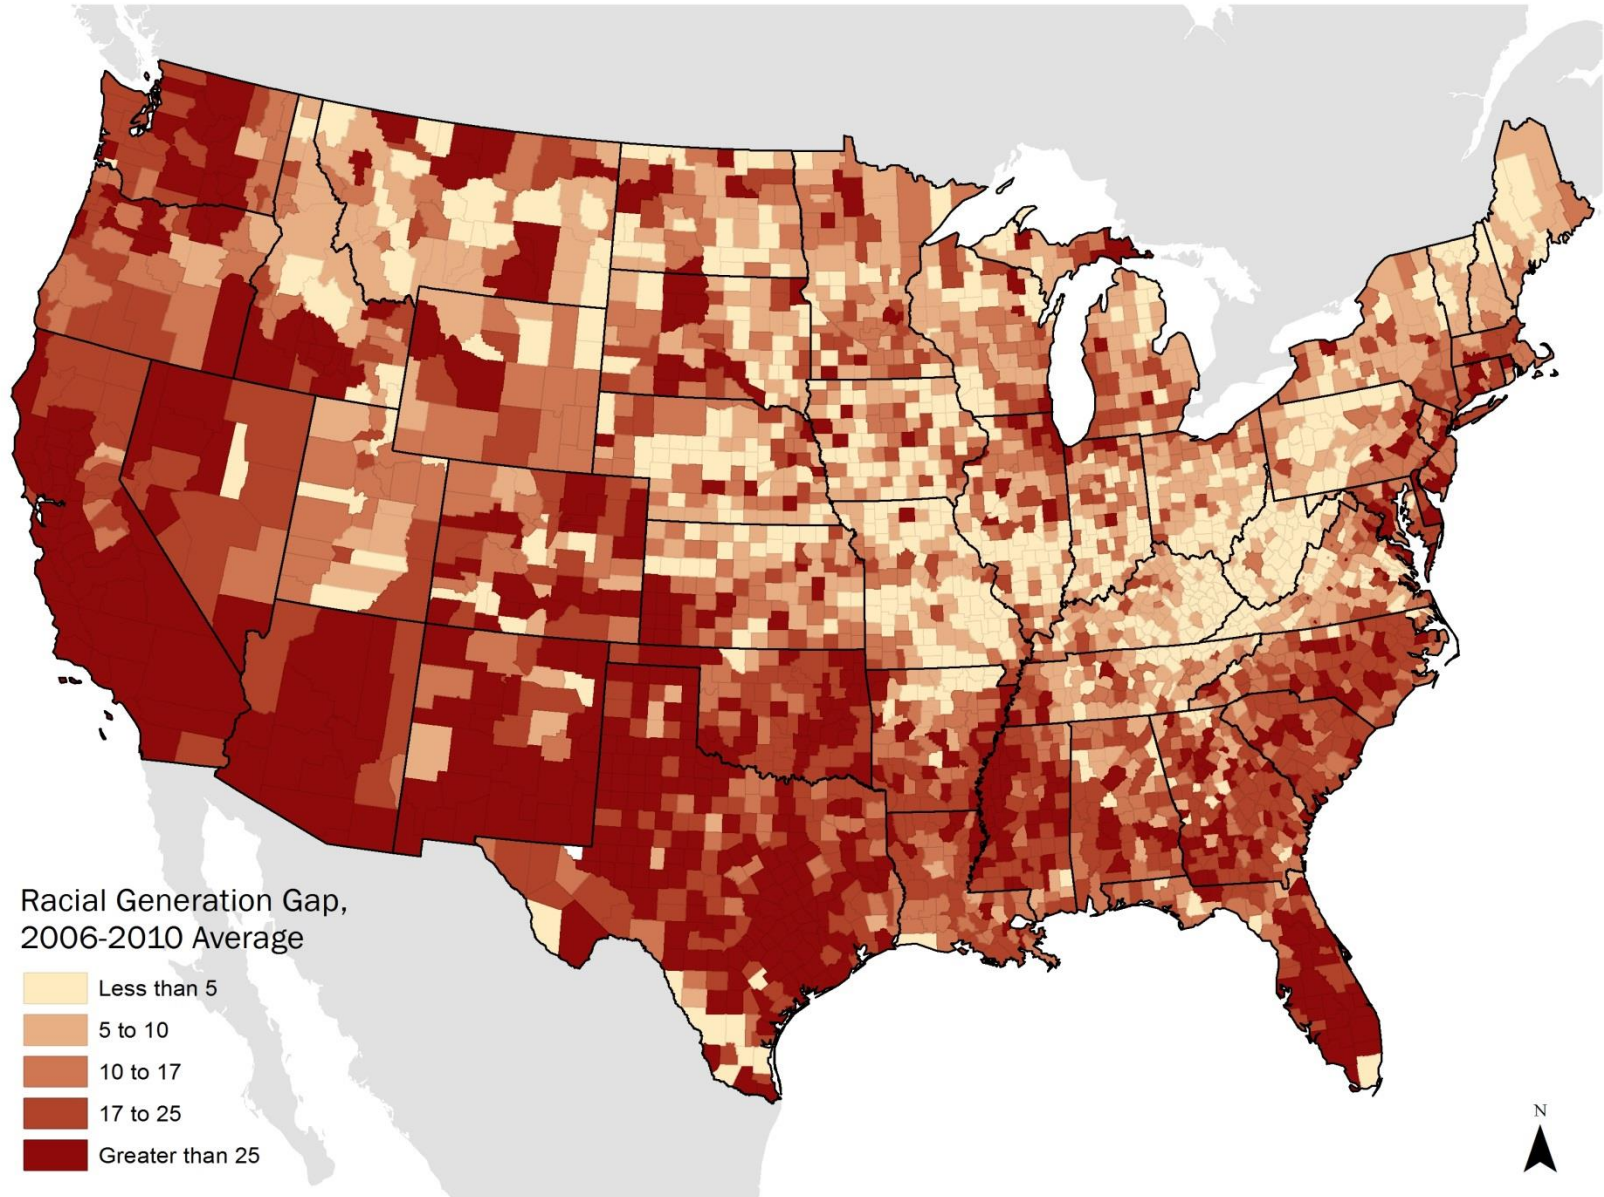 Racial Generation Gap,
2006-2010 Average
Less than 5
5 to 10
10 to 17
17 to 25
Greater than 25
N